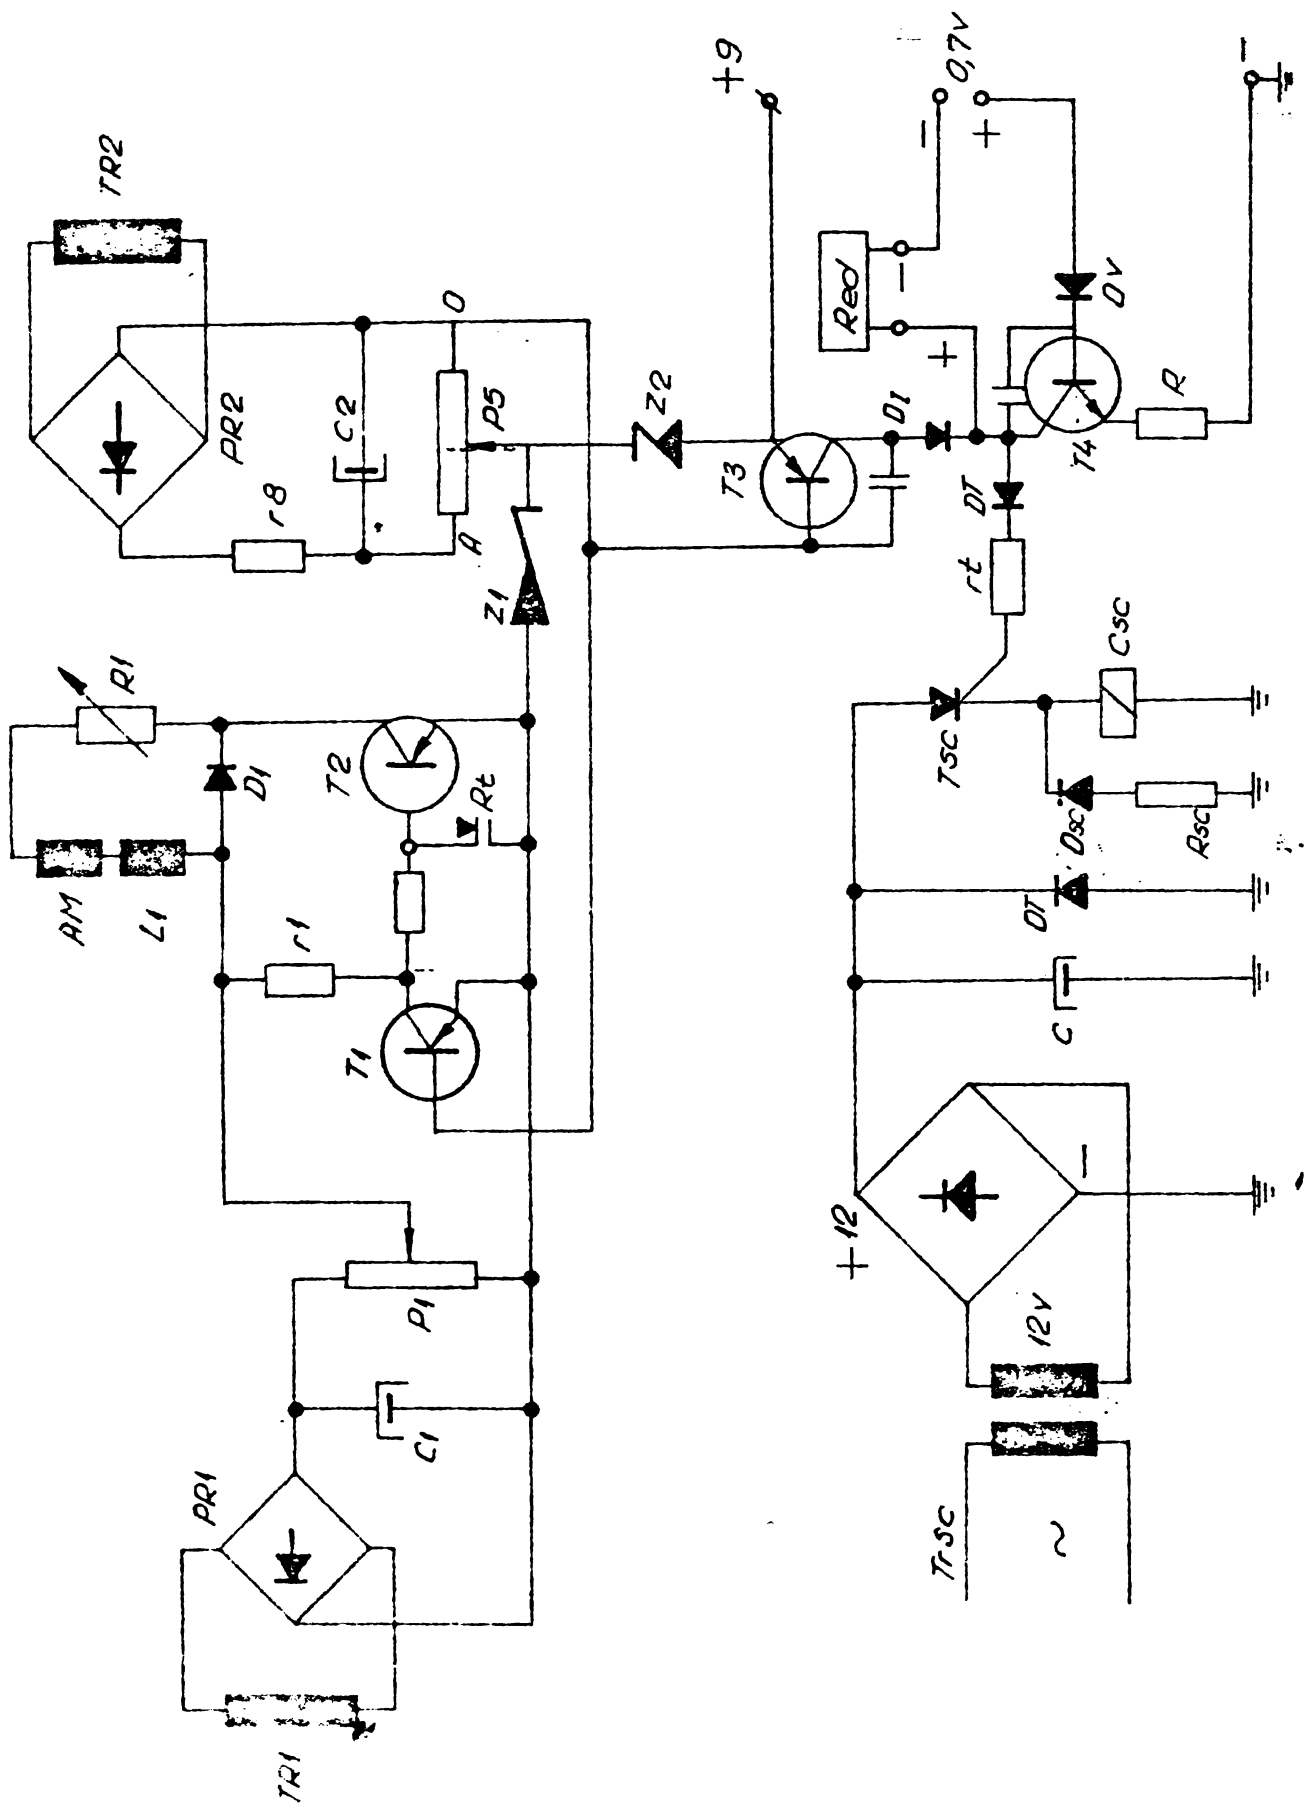 TR1
PR1
C1
P1
T1
r1
AM
L1
D1
R1
T2
Rt
Z1
A
P5
O
r8
C2
PR2
TR2
Z2
T3
+9
TrSC
~
12V
+12
−
C
DT
DSC
RSC
TSC
CSC
rt
DT
D1
Red
+
−
−
+
0,7V
T4
DV
R
−